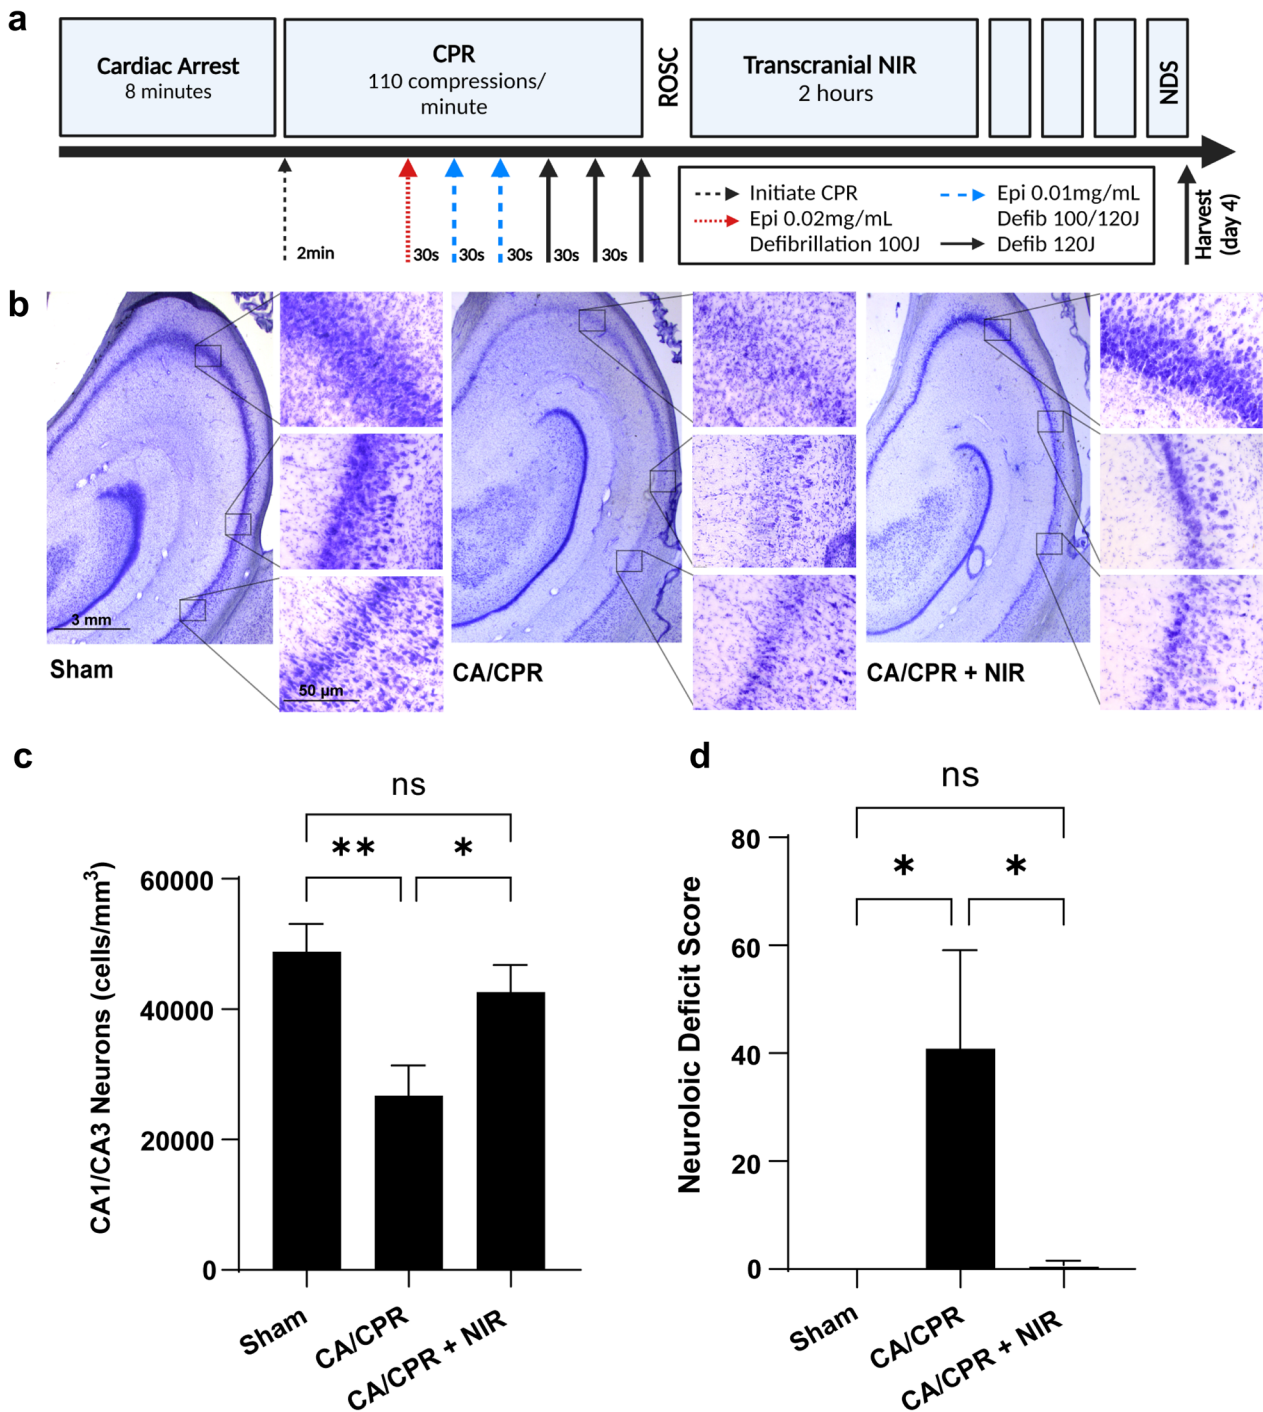 a
Cardiac Arrest
8 minutes
CPR
110 compressions/
minute
ROSC
Transcranial NIR
2 hours
NDS
2min
30s
30s
30s
30s
30s
Initiate CPR
Epi 0.02mg/mL
Defibrillation 100J
Epi 0.01mg/mL
Defib 100/120J
Defib 120J
Harvest
(day 4)
b
3 mm
50 µm
Sham
CA/CPR
CA/CPR + NIR
c
ns
**
*
CA1/CA3 Neurons (cells/mm³)
60000
40000
20000
0
Sham
CA/CPR
CA/CPR + NIR
d
ns
*
*
Neuroloic Deficit Score
80
60
40
20
0
Sham
CA/CPR
CA/CPR + NIR